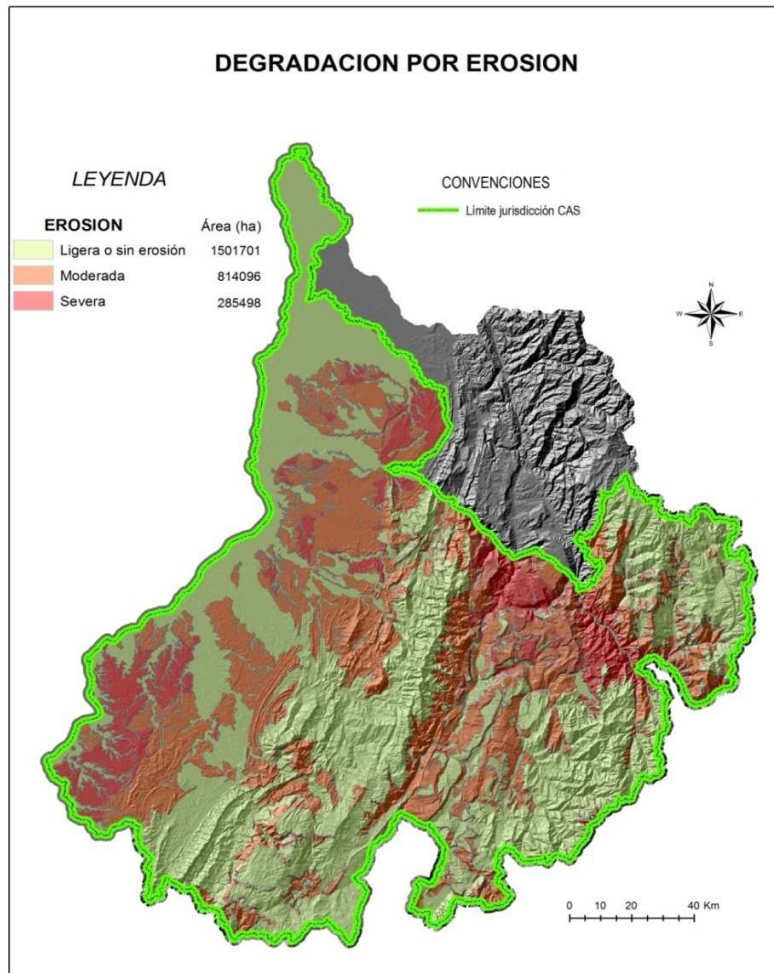 DEGRADACION POR EROSION
LEYENDA
EROSION Área (ha)
Ligera o sin erosión 1501701
Moderada 814096
Severa 285498
CONVENCIONES
Límite jurisdicción CAS
N
W E
S
0 10 20 40 Km